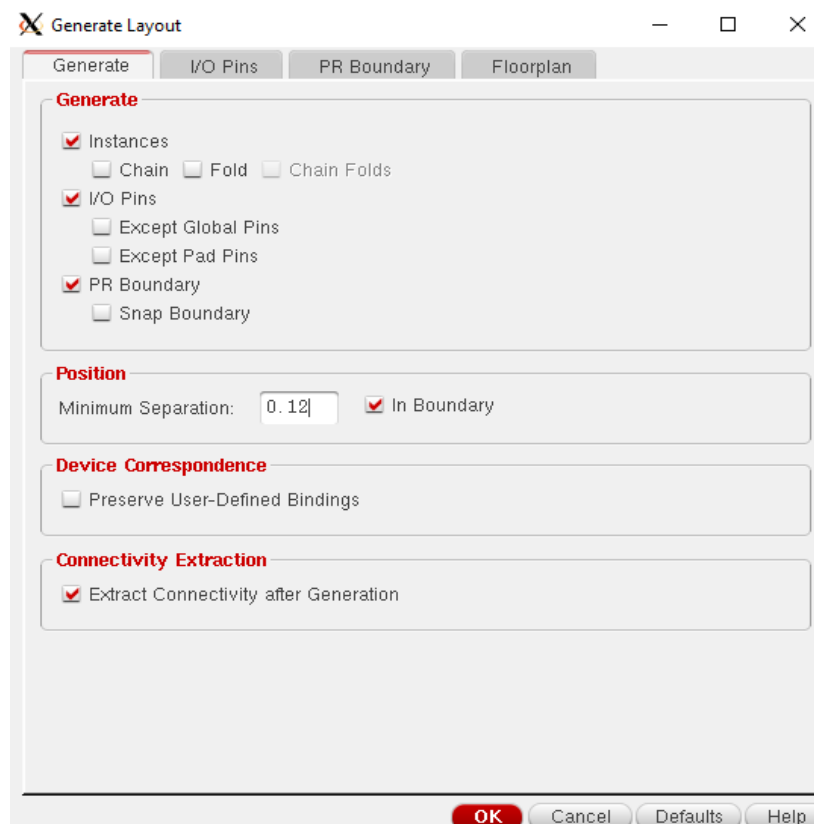 Generate Layout
Generate I/O Pins PR Boundary Floorplan
Generate
Instances
Chain Fold Chain Folds
I/O Pins
Except Global Pins
Except Pad Pins
PR Boundary
Snap Boundary
Position
Minimum Separation: 0.12 In Boundary
Device Correspondence
Preserve User-Defined Bindings
Connectivity Extraction
Extract Connectivity after Generation
OK Cancel Defaults Help